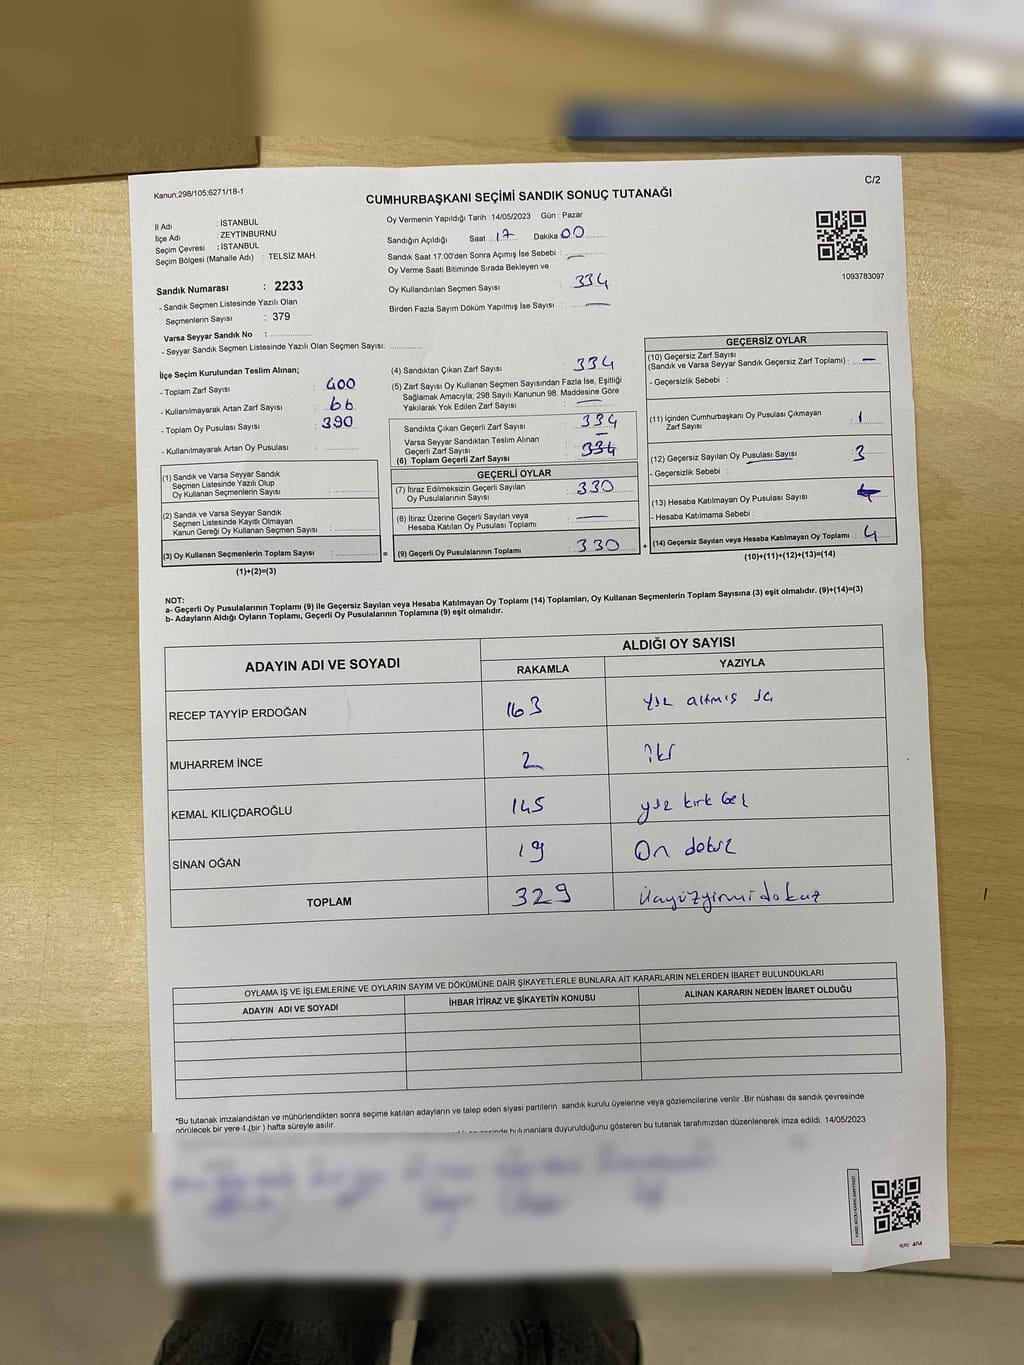 Kanun,298/105;6271/18-1
C/2
CUMHURBAŞKANI SEÇİMİ SANDIK SONUÇ TUTANAĞI
İl Adı : İSTANBUL
İlçe Adı : ZEYTİNBURNU
Seçim Çevresi : İSTANBUL
Seçim Bölgesi (Mahalle Adı) : TELSİZ MAH.
Oy Vermenin Yapıldığı Tarih : 14/05/2023 Gün : Pazar
Sandığın Açıldığı Saat : 17 Dakika 00
Sandık Saat 17:00'den Sonra Açımış İse Sebebi :
Oy Verme Saati Bitiminde Sırada Bekleyen ve
Oy Kullandırılan Seçmen Sayısı : 334
Birden Fazla Sayım Döküm Yapılmış İse Sayısı :
1093783097
Sandık Numarası : 2233
- Sandık Seçmen Listesinde Yazılı Olan
Seçmenlerin Sayısı : 379
Varsa Seyyar Sandık No :
- Seyyar Sandık Seçmen Listesinde Yazılı Olan Seçmen Sayısı:
İlçe Seçim Kurulundan Teslim Alınan;
- Toplam Zarf Sayısı : 400
- Kullanılmayarak Artan Zarf Sayısı : 66
- Toplam Oy Pusulası Sayısı : 390
- Kullanılmayarak Artan Oy Pusulası :
(1) Sandık ve Varsa Seyyar Sandık
Seçmen Listesinde Yazılı Olup
Oy Kullanan Seçmenlerin Sayısı :
(2) Sandık ve Varsa Seyyar Sandık
Seçmen Listesinde Kayıtlı Olmayan
Kanun Gereği Oy Kullanan Seçmen Sayısı :
(3) Oy Kullanan Seçmenlerin Toplam Sayısı : =
(1)+(2)=(3)
(4) Sandıktan Çıkan Zarf Sayısı : 334
(5) Zarf Sayısı Oy Kullanan Seçmen Sayısından Fazla İse, Eşitliği
Sağlamak Amacıyla; 298 Sayılı Kanunun 98. Maddesine Göre
Yakılarak Yok Edilen Zarf Sayısı :
Sandıkta Çıkan Geçerli Zarf Sayısı : 334
Varsa Seyyar Sandıktan Teslim Alınan
Geçerli Zarf Sayısı :
(6) Toplam Geçerli Zarf Sayısı 334
GEÇERLİ OYLAR
(7) İtiraz Edilmeksizin Geçerli Sayılan
Oy Pusulalarının Sayısı : 330
(8) İtiraz Üzerine Geçerli Sayılan veya
Hesaba Katılan Oy Pusulası Toplamı :
(9) Geçerli Oy Pusulalarının Toplamı : 330 +
GEÇERSİZ OYLAR
(10) Geçersiz Zarf Sayısı
(Sandık ve Varsa Seyyar Sandık Geçersiz Zarf Toplamı) :
- Geçersizlik Sebebi :
(11) İçinden Cumhurbaşkanı Oy Pusulası Çıkmayan
Zarf Sayısı : 1
(12) Geçersiz Sayılan Oy Pusulası Sayısı : 3
- Geçersizlik Sebebi :
(13) Hesaba Katılmayan Oy Pusulası Sayısı :
- Hesaba Katılmama Sebebi :
(14) Geçersiz Sayılan veya Hesaba Katılmayan Oy Toplamı : 4
(10)+(11)+(12)+(13)=(14)
NOT:
a- Geçerli Oy Pusulalarının Toplamı (9) ile Geçersiz Sayılan veya Hesaba Katılmayan Oy Toplamı (14) Toplamları, Oy Kullanan Seçmenlerin Toplam Sayısına (3) eşit olmalıdır. (9)+(14)=(3)
b- Adayların Aldığı Oyların Toplamı, Geçerli Oy Pusulalarının Toplamına (9) eşit olmalıdır.
ADAYIN ADI VE SOYADI
ALDIĞI OY SAYISI
RAKAMLA YAZIYLA
RECEP TAYYİP ERDOĞAN 163 yüz altmış üç
MUHARREM İNCE 2 iki
KEMAL KILIÇDAROĞLU 145 yüz kırk beş
SİNAN OĞAN 19 On dokuz
TOPLAM 329 Üçyüzyirmidokuz
OYLAMA İŞ VE İŞLEMLERİNE VE OYLARIN SAYIM VE DÖKÜMÜNE DAİR ŞİKAYETLERLE BUNLARA AİT KARARLARIN NELERDEN İBARET BULUNDUKLARI
ADAYIN ADI VE SOYADI İHBAR İTİRAZ VE ŞİKAYETİN KONUSU ALINAN KARARIN NEDEN İBARET OLDUĞU
*Bu tutanak imzalandıktan ve mühürlendikten sonra seçime katılan adayların ve talep eden siyasi partilerin sandık kurulu üyelerine veya gözlemcilerine verilir. Bir nüshası da sandık çevresinde
görülecek bir yere 1 (bir) hafta süreyle asılır.
bulunanlara duyurulduğunu gösteren bu tutanak tarafımızdan düzenlenerek imza edildi. 14/05/2023